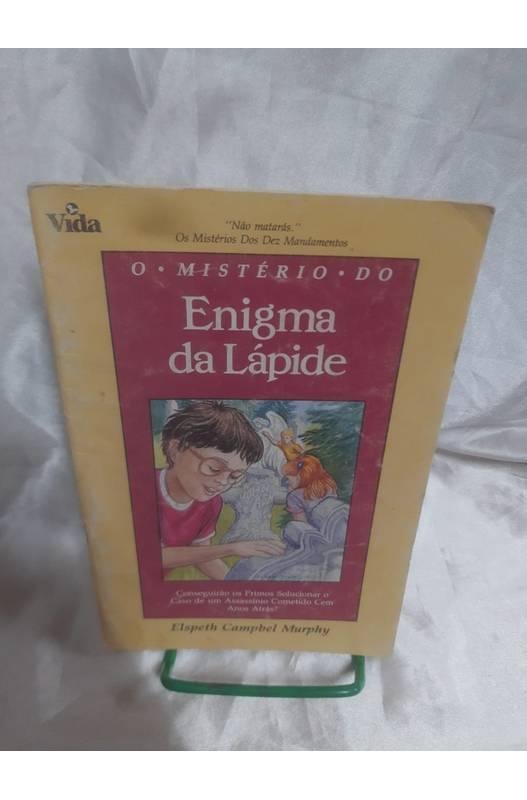 Vida
"Não matarás."
Os Mistérios Dos Dez Mandamentos
O • MISTÉRIO • DO
Enigma
da Lápide
Conseguirão os Primos Solucionar o
Caso de um Assassínio Cometido Cem
Anos Atrás?
Elspeth Campbel Murphy